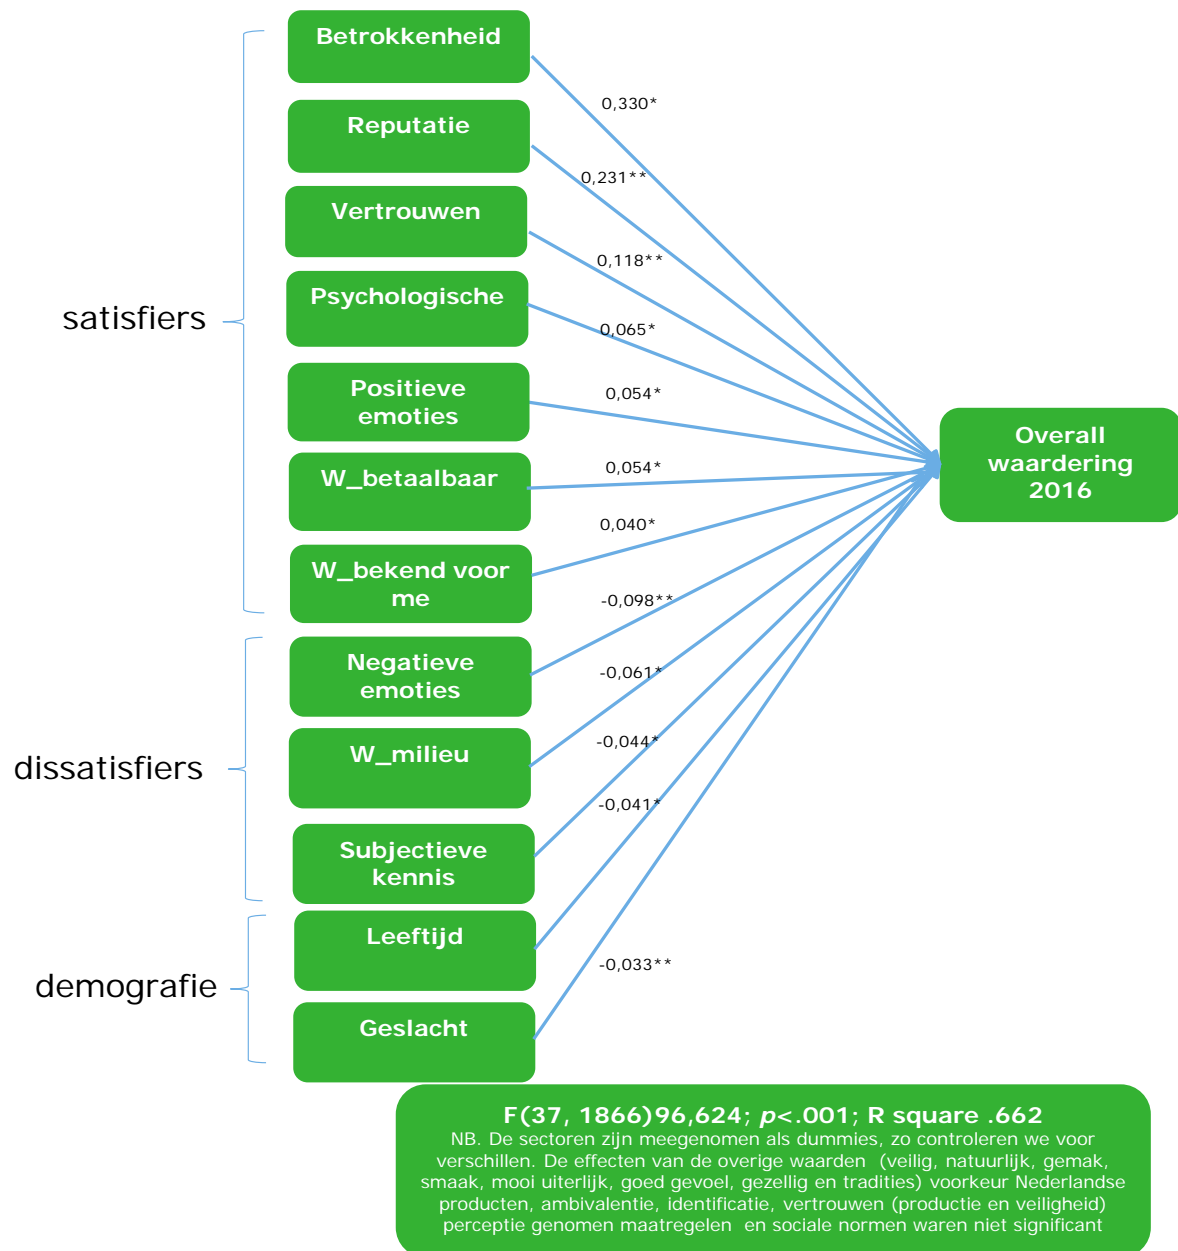 Betrokkenheid
0,330*
Reputatie
0,231**
Vertrouwen
0,118**
satisfiers
Psychologische
0,065*
Positieve
emoties
0,054*
W_betaalbaar
0,054*
W_bekend voor
me
0,040*
Overall
waardering
2016
dissatisfiers
Negatieve
emoties
-0,098**
W_milieu
-0,061*
Subjectieve
kennis
-0,044*
demografie
Leeftijd
-0,041*
Geslacht
-0,033**
F(37, 1866)96,624; p<.001; R square .662
NB. De sectoren zijn meegenomen als dummies, zo controleren we voor
verschillen. De effecten van de overige waarden (veilig, natuurlijk, gemak,
smaak, mooi uiterlijk, goed gevoel, gezellig en tradities) voorkeur Nederlandse
producten, ambivalentie, identificatie, vertrouwen (productie en veiligheid)
perceptie genomen maatregelen en sociale normen waren niet significant